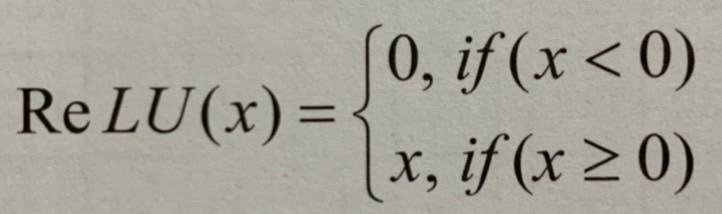 ReLU(x) = { 0, if (x < 0)
x, if (x ≥ 0)